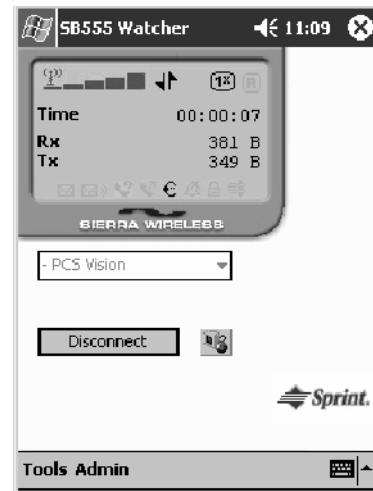 SB555 Watcher 11:09
1X R
Time 00:00:07
Rx 381 B
Tx 349 B
SIERRA WIRELESS
- PCS Vision
Disconnect
Sprint.
Tools Admin